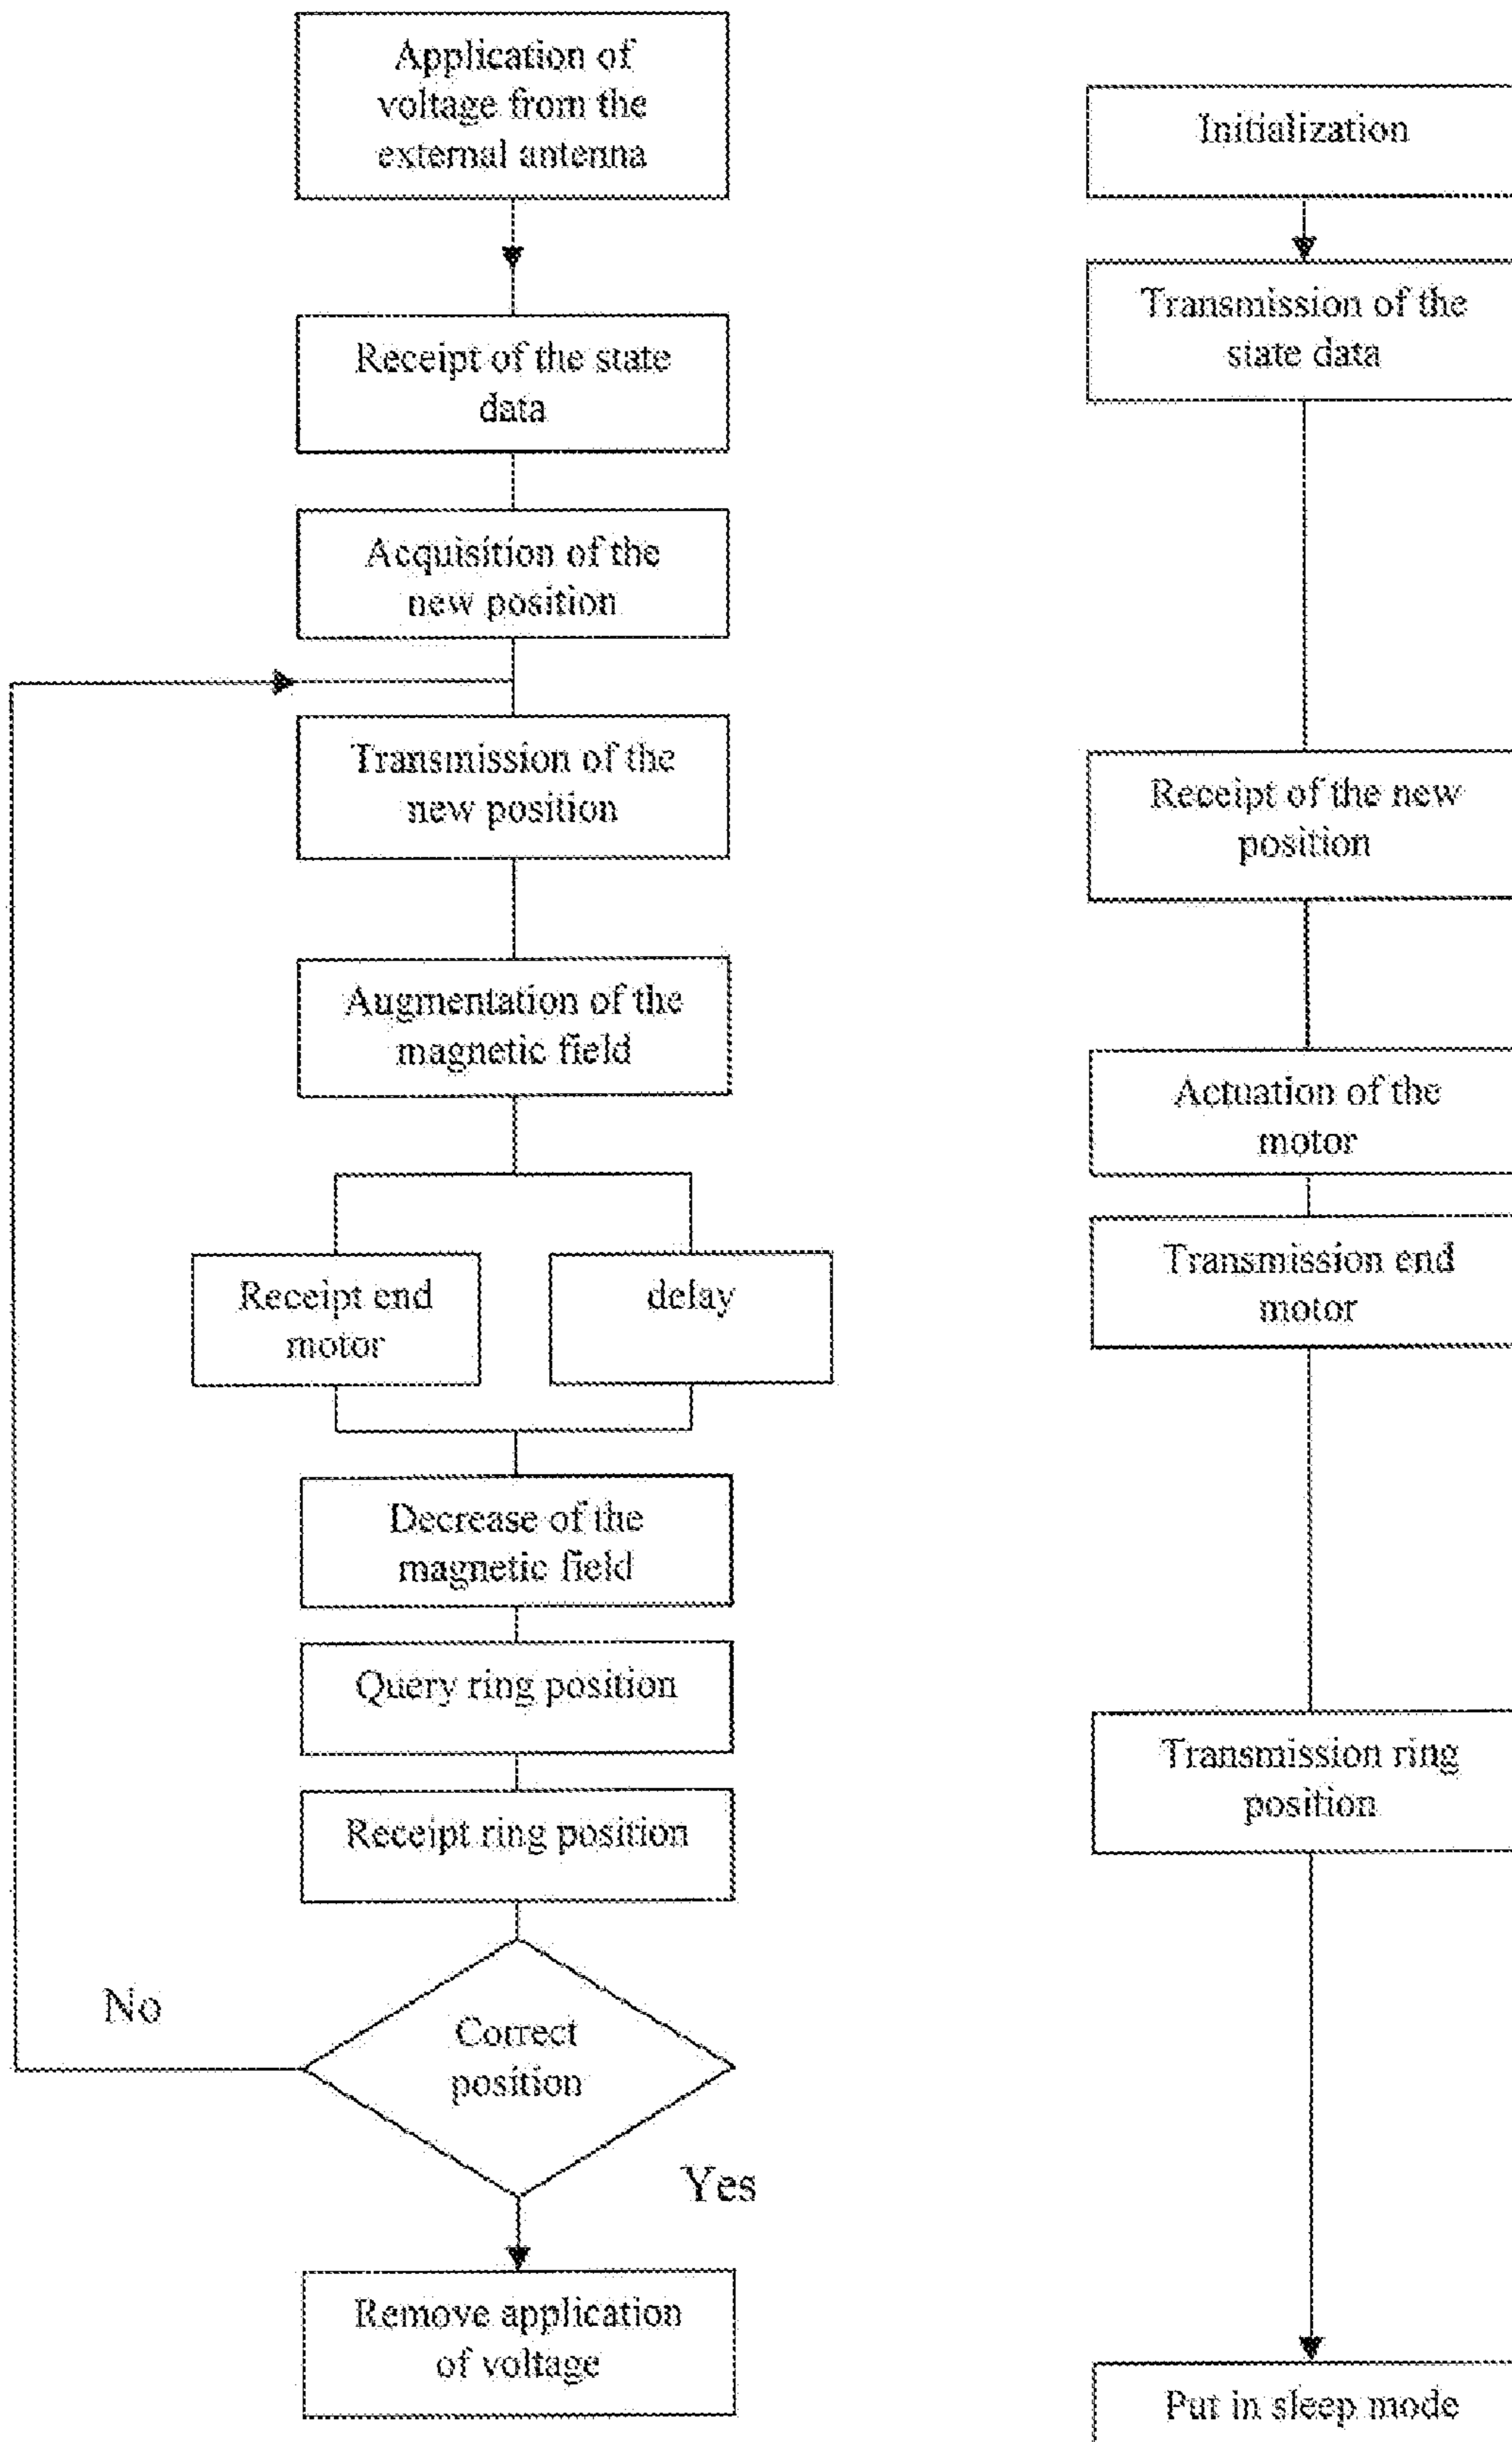 Application of
voltage from the
external antenna
Receipt of the state
data
Acquisition of the
new position
Transmission of the
new position
Augmentation of the
magnetic field
Receipt end
motor
delay
Decrease of the
magnetic field
Query ring position
Receipt ring position
Correct
position
No
Yes
Remove application
of voltage
Initialization
Transmission of the
state data
Receipt of the new
position
Actuation of the
motor
Transmission end
motor
Transmission ring
position
Put in sleep mode